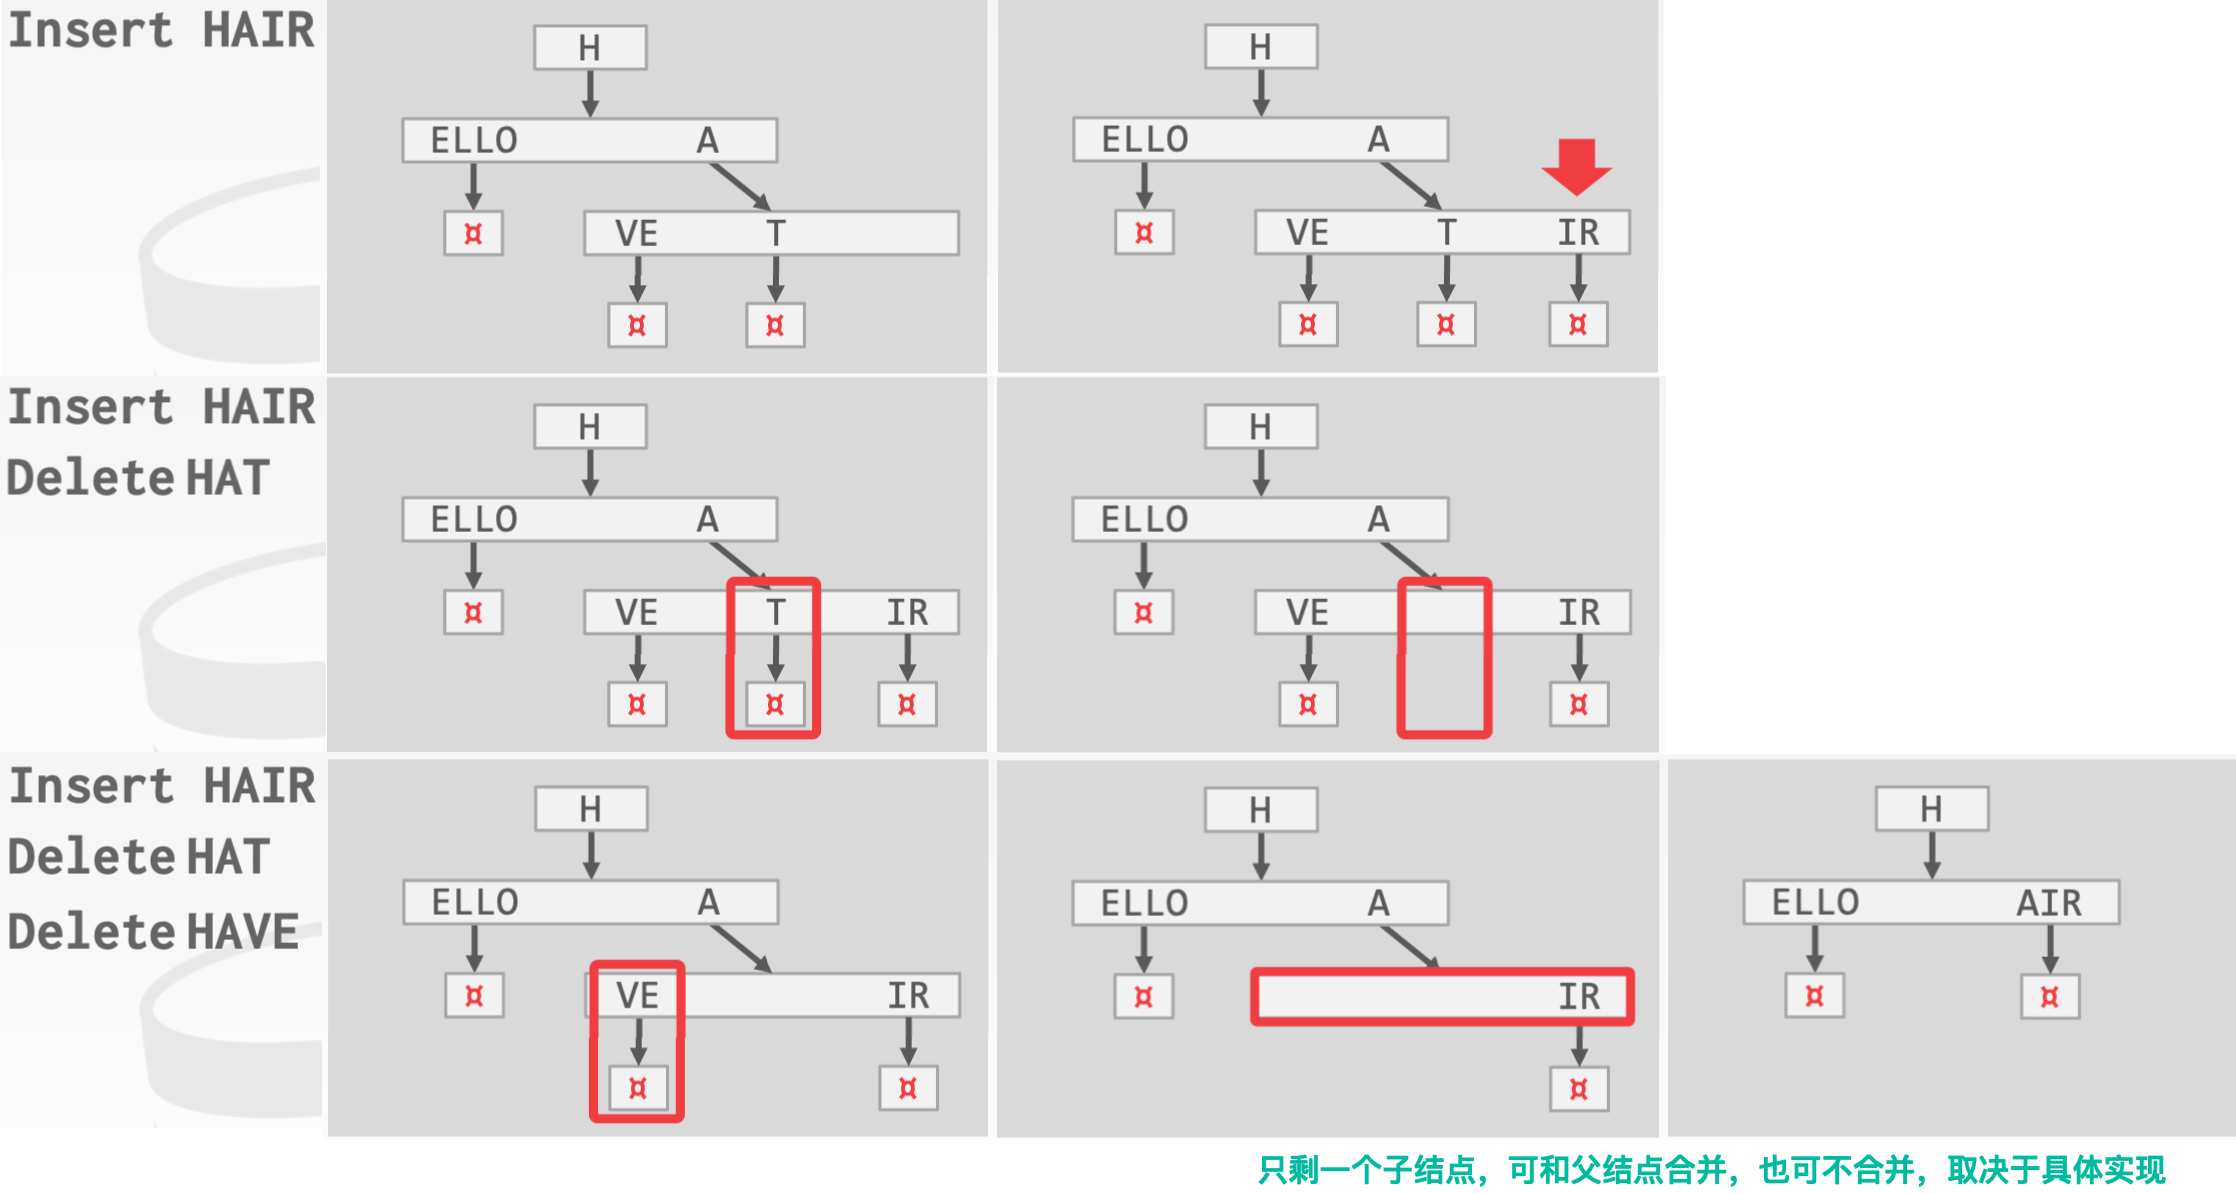 Insert HAIR
H
H
ELLO A
ELLO A
¤ VE T
¤ VE T IR
¤ ¤
¤ ¤ ¤
Insert HAIR
Delete HAT
H
H
ELLO A
ELLO A
¤ VE T IR
¤ VE IR
¤ ¤ ¤
¤ ¤
Insert HAIR
Delete HAT
Delete HAVE
H
H
H
ELLO A
ELLO A
ELLO AIR
¤ VE IR
¤ IR
¤ ¤
¤ ¤
¤
只剩一个子结点，可和父结点合并，也可不合并，取决于具体实现